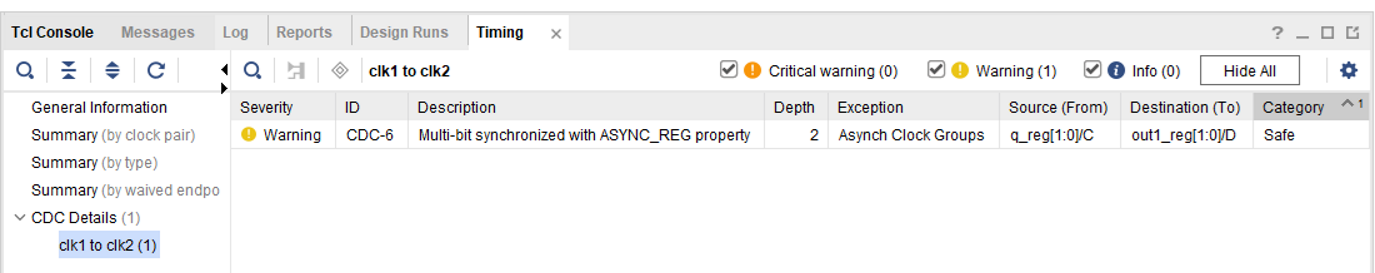 Tcl Console Messages Log Reports Design Runs Timing × ?
clk1 to clk2 Critical warning (0) Warning (1) Info (0) Hide All
General Information
Summary (by clock pair)
Summary (by type)
Summary (by waived endpo
CDC Details (1)
clk1 to clk2 (1)
Severity ID Description Depth Exception Source (From) Destination (To) Category 1
Warning CDC-6 Multi-bit synchronized with ASYNC_REG property 2 Asynch Clock Groups q_reg[1:0]/C out1_reg[1:0]/D Safe